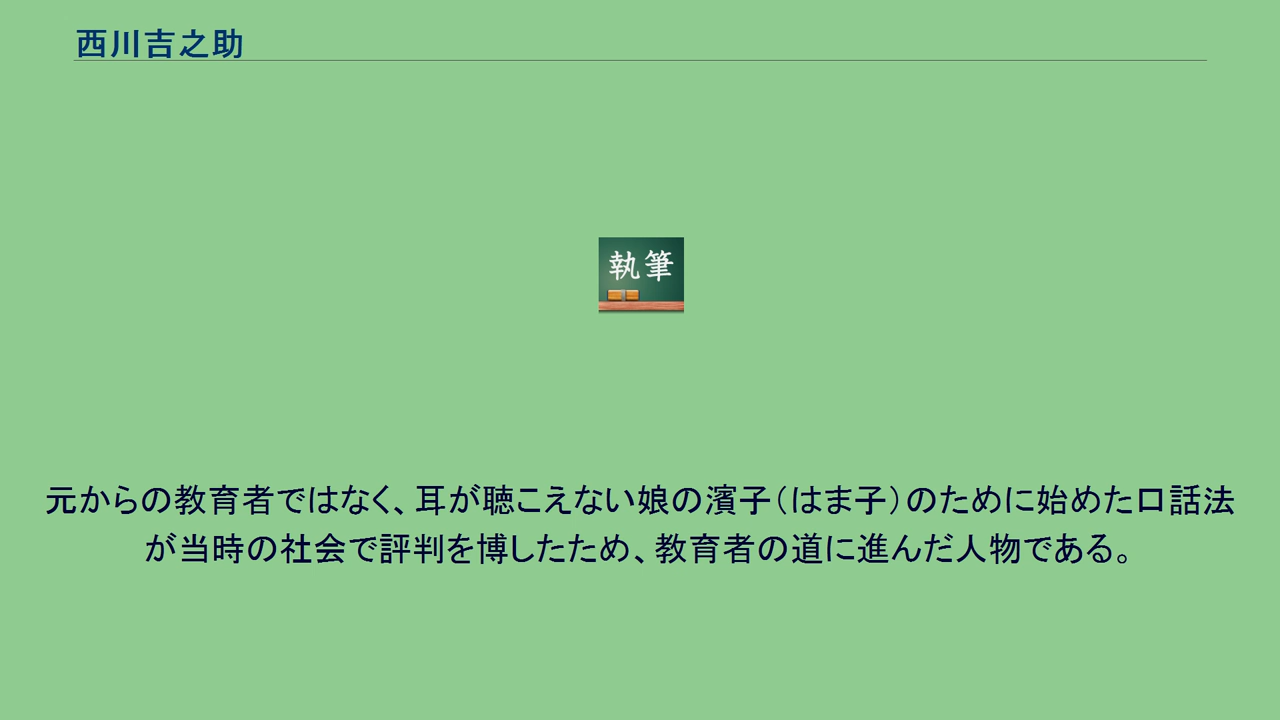 西川吉之助
執筆
元からの教育者ではなく、耳が聴こえない娘の濱子(はま子)のために始めた口話法
が当時の社会で評判を博したため、教育者の道に進んだ人物である。